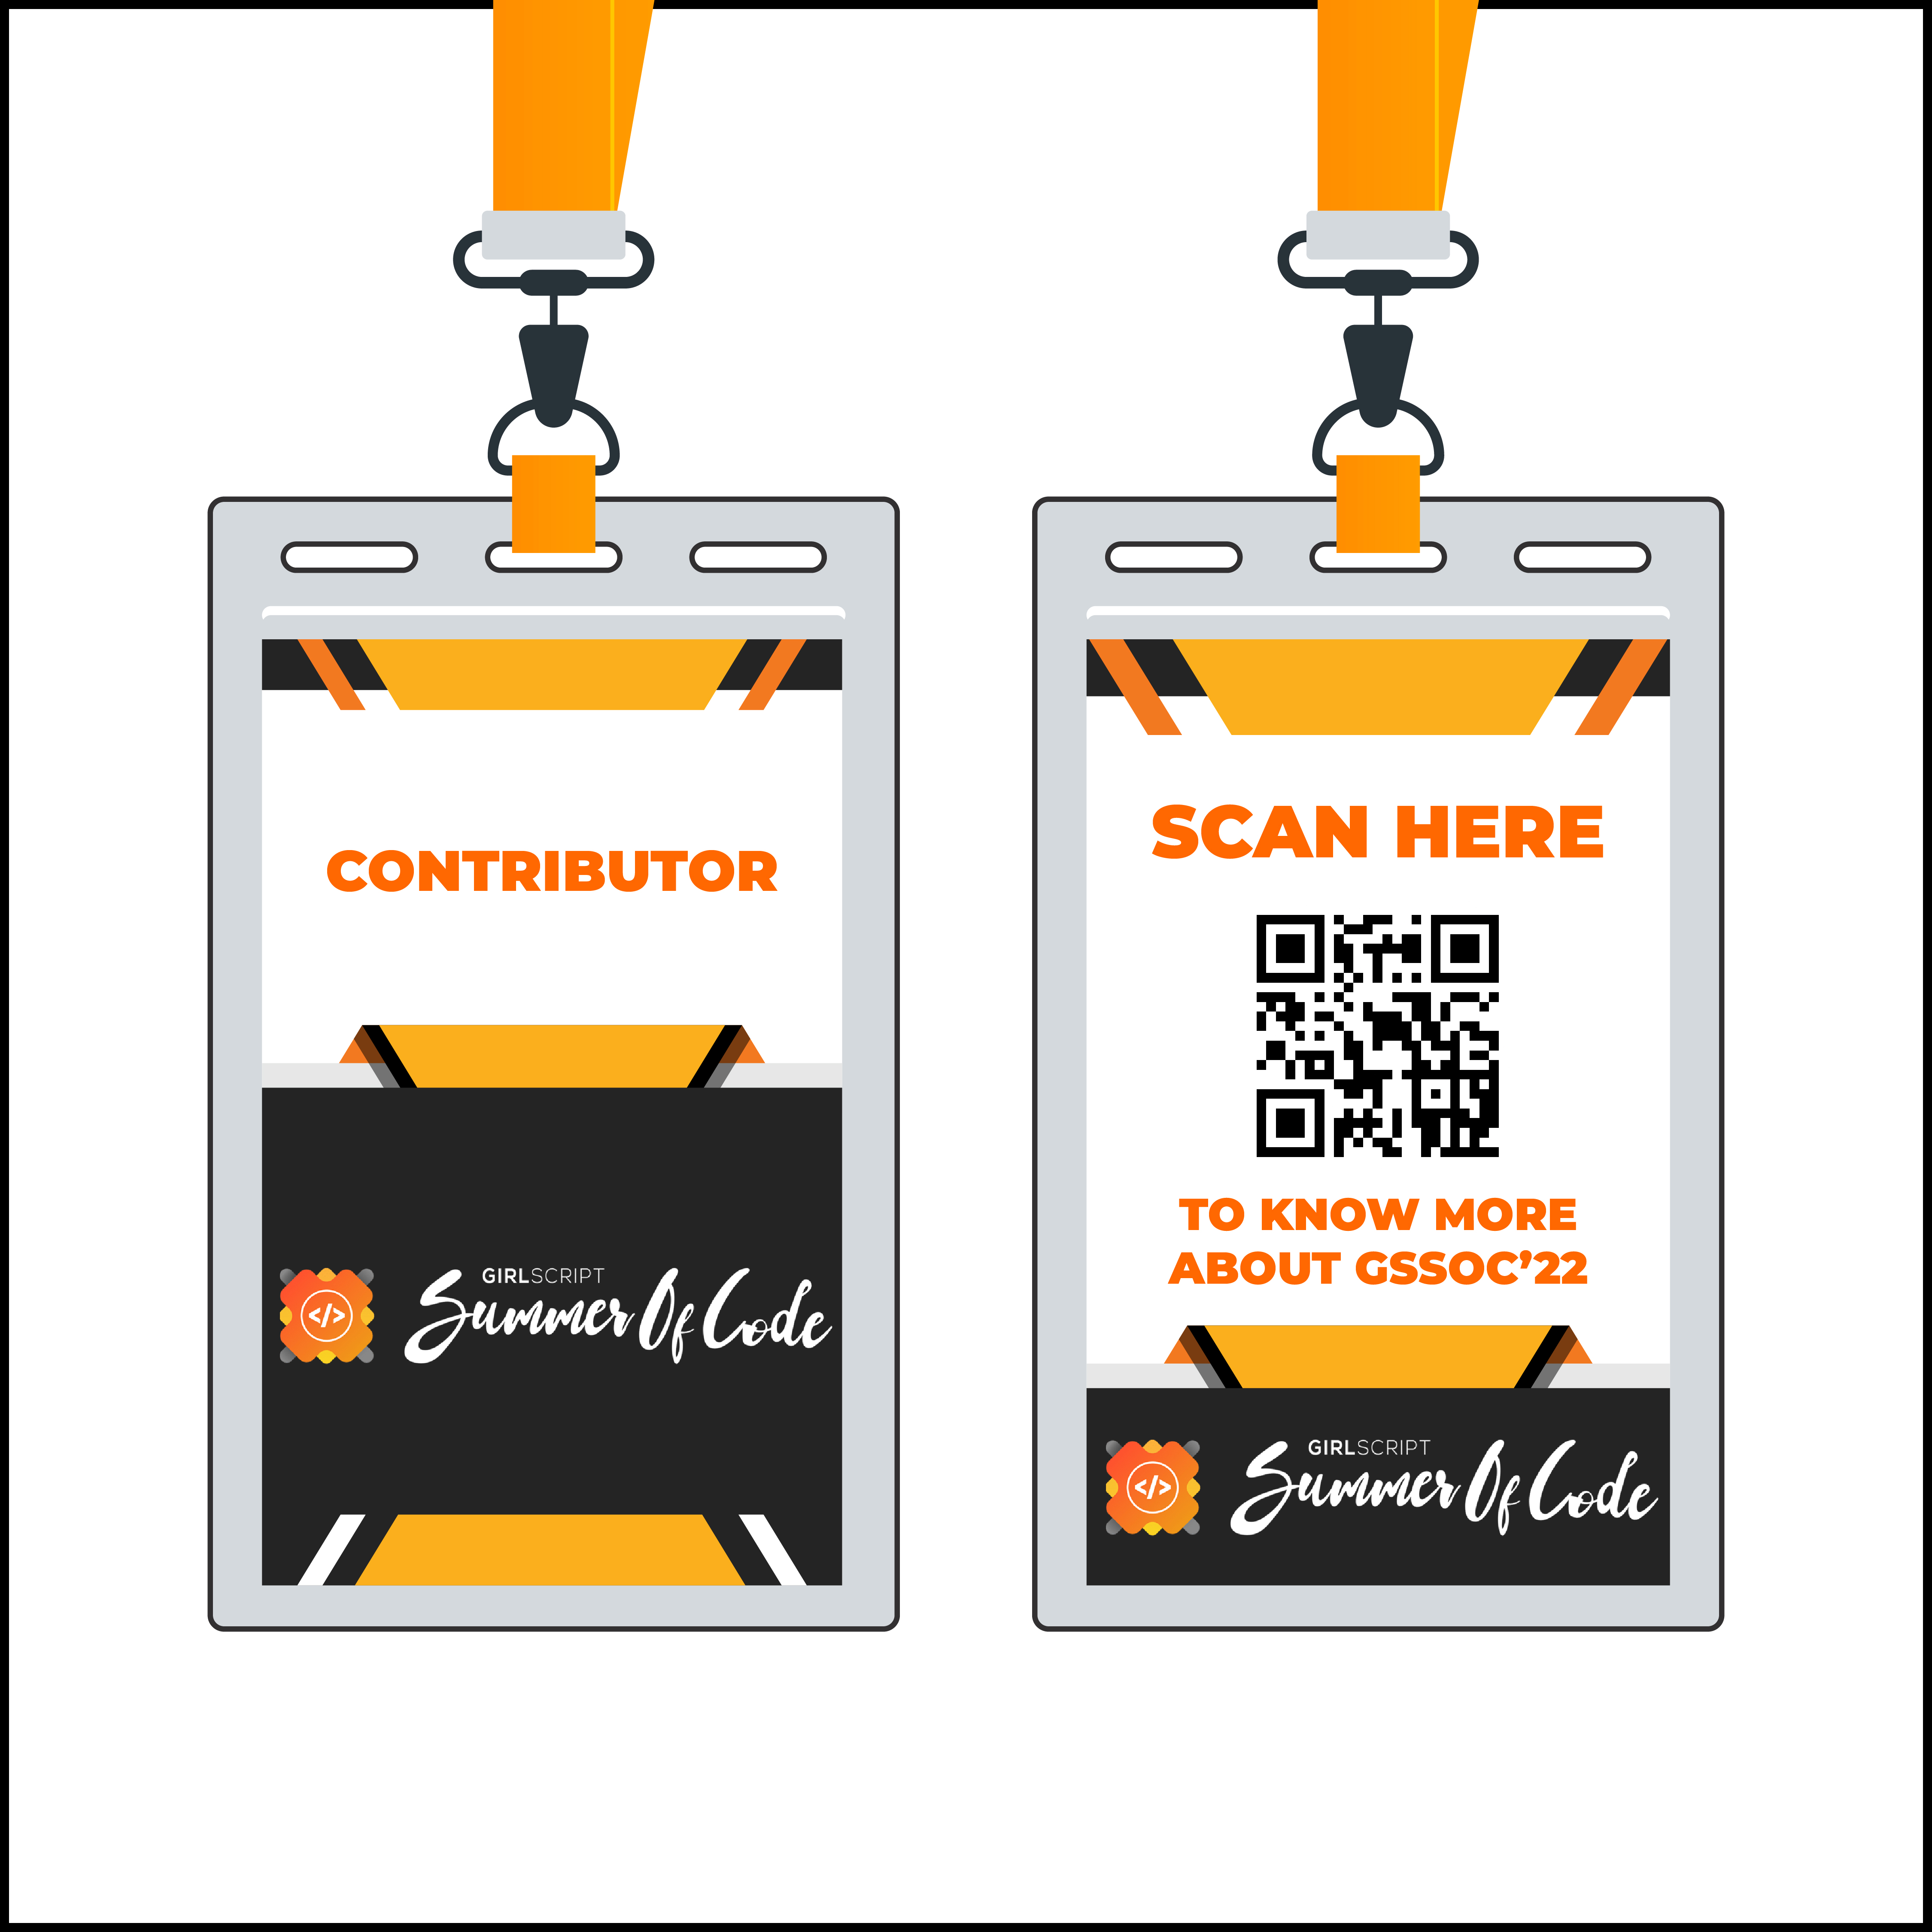 CONTRIBUTOR
GIRLSCRIPT
Summer Of Code
</>
SCAN HERE
TO KNOW MORE
ABOUT GSSOC'22
GIRLSCRIPT
Summer Of Code
</>